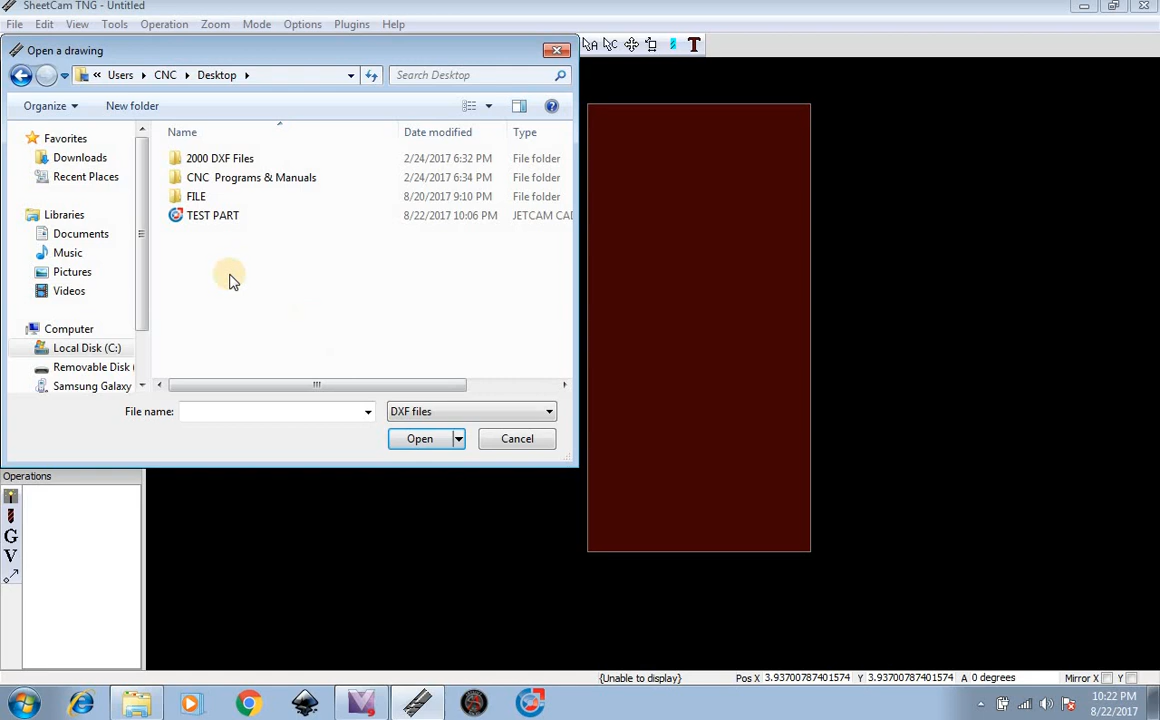 SheetCam TNG - Untitled
File Edit View Tools Operation Zoom Mode Options Plugins Help
Open a drawing
A C T
« Users CNC Desktop Search Desktop
Organize New folder
Name Date modified Type
Favorites
Downloads
Recent Places
Libraries
Documents
Music
Pictures
Videos
Computer
Local Disk (C:)
Removable Disk (
Samsung Galaxy
2000 DXF Files 2/24/2017 6:32 PM File folder
CNC Programs & Manuals 2/24/2017 6:34 PM File folder
FILE 8/20/2017 9:10 PM File folder
TEST PART 8/22/2017 10:06 PM JETCAM CAD
File name: DXF files
Open Cancel
Operations
G
V
{Unable to display} Pos X 3.93700787401574 Y 3.93700787401574 A 0 degrees Mirror X Y
10:22 PM
8/22/2017